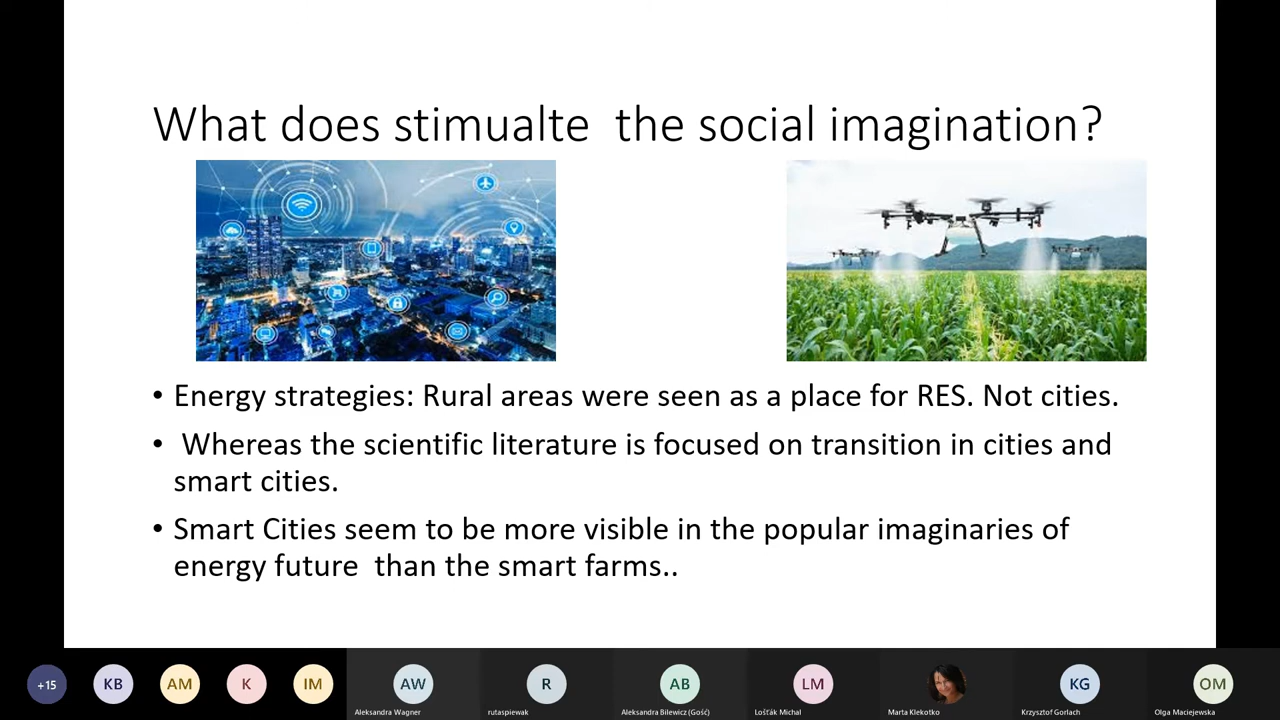 What does stimualte  the social imagination?
• Energy strategies: Rural areas were seen as a place for RES. Not cities.
•  Whereas the scientific literature is focused on transition in cities and
smart cities.
• Smart Cities seem to be more visible in the popular imaginaries of
energy future  than the smart farms..
+15 KB AM K IM AW R AB LM KG OM
Aleksandra Wagner rutaspiewak Aleksandra Bilewicz (Gość) Lošťák Michal Marta Klekotko Krzysztof Gorlach Olga Maciejewska